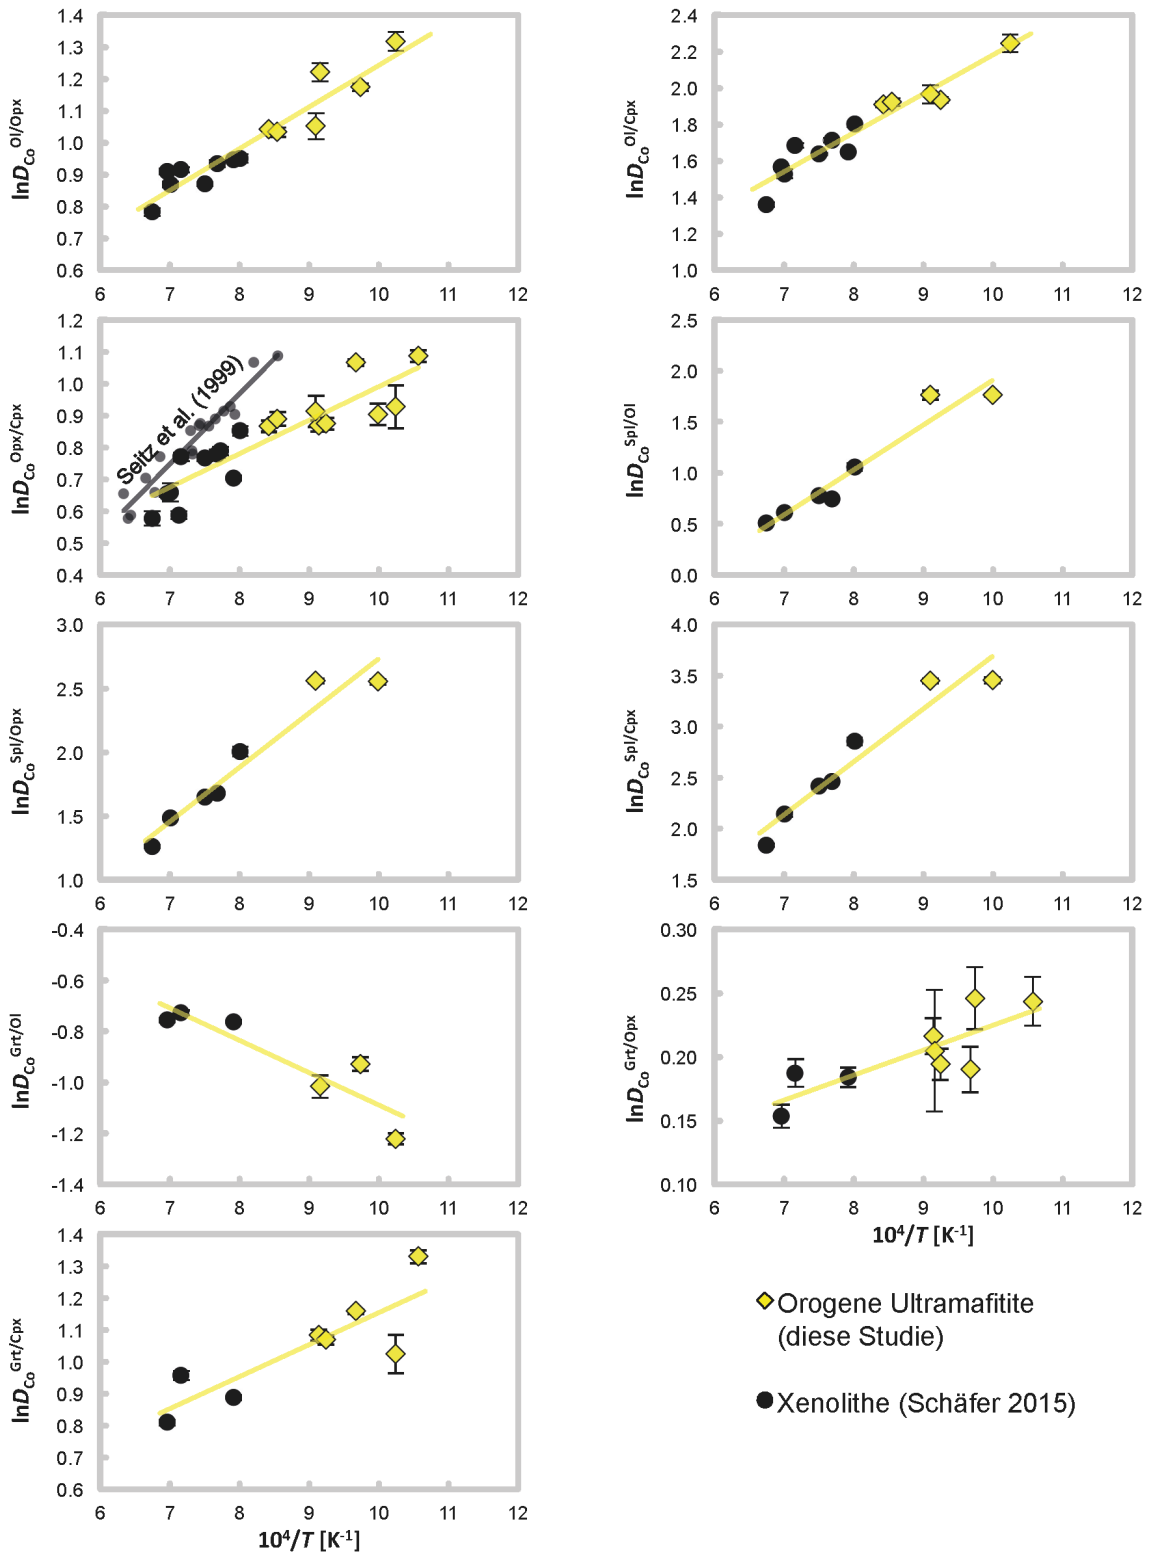 1.4
1.3
1.2
1.1
1.0
0.9
0.8
0.7
0.6
lnD_Co^Ol/Opx
6 7 8 9 10 11 12
2.4
2.2
2.0
1.8
1.6
1.4
1.2
1.0
lnD_Co^Ol/Cpx
6 7 8 9 10 11 12
1.2
1.1
1.0
0.9
0.8
0.7
0.6
0.5
0.4
lnD_Co^Opx/Cpx
Seitz et al. (1999)
6 7 8 9 10 11 12
2.5
2.0
1.5
1.0
0.5
0.0
lnD_Co^Spl/Ol
6 7 8 9 10 11 12
3.0
2.5
2.0
1.5
1.0
lnD_Co^Spl/Opx
6 7 8 9 10 11 12
4.0
3.5
3.0
2.5
2.0
1.5
lnD_Co^Spl/Cpx
6 7 8 9 10 11 12
-0.4
-0.6
-0.8
-1.0
-1.2
-1.4
lnD_Co^Grt/Ol
6 7 8 9 10 11 12
0.30
0.25
0.20
0.15
0.10
lnD_Co^Grt/Opx
6 7 8 9 10 11 12
10⁴/T [K⁻¹]
1.4
1.3
1.2
1.1
1.0
0.9
0.8
0.7
0.6
lnD_Co^Grt/Cpx
6 7 8 9 10 11 12
10⁴/T [K⁻¹]
Orogene Ultramafitite
(diese Studie)
Xenolithe (Schäfer 2015)